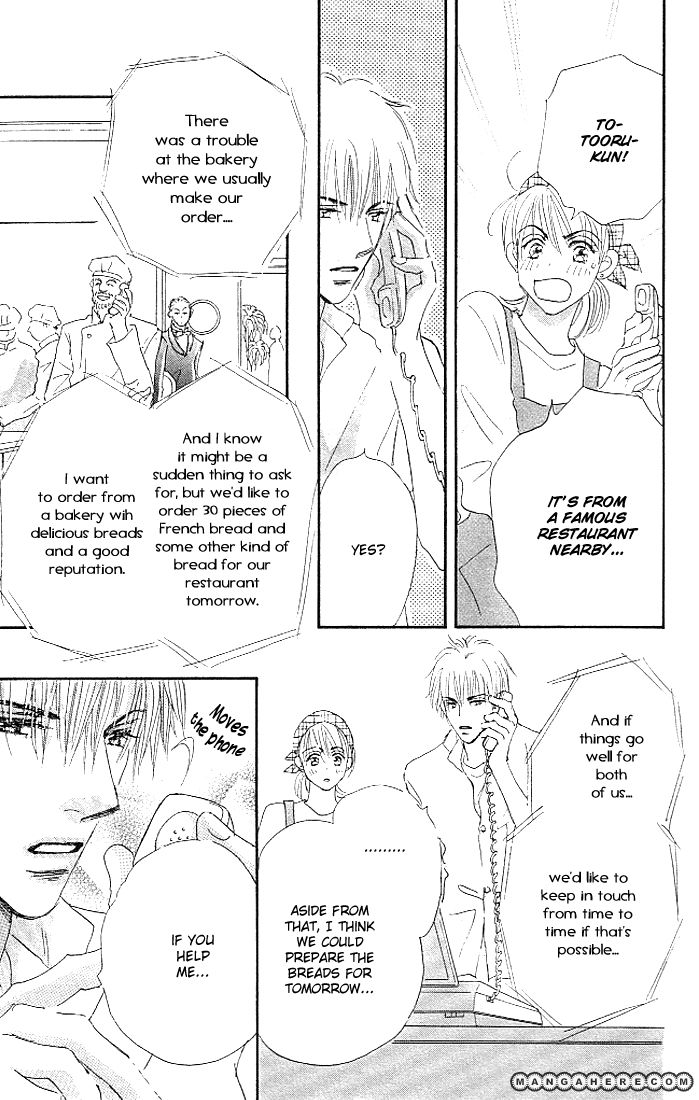 TO-
TOORU-
KUN!
IT'S FROM
A FAMOUS
RESTAURANT
NEARBY...
YES?
There
was a trouble
at the bakery
where we usually
make our
order....
And I know
it might be a
sudden thing to ask
for, but we'd like to
order 30 pieces of
French bread and
some other kind of
bread for our
restaurant
tomorrow.
I want
to order from
a bakery wih
delicious breads
and a good
reputation.
And if
things go
well for
both
of us...
we'd like to
keep in touch
from time to
time if that's
possible...
.........
ASIDE FROM
THAT, I THINK
WE COULD
PREPARE THE
BREADS FOR
TOMORROW...
Moves
the phone
IF YOU
HELP
ME...
MANGAHERE.COM